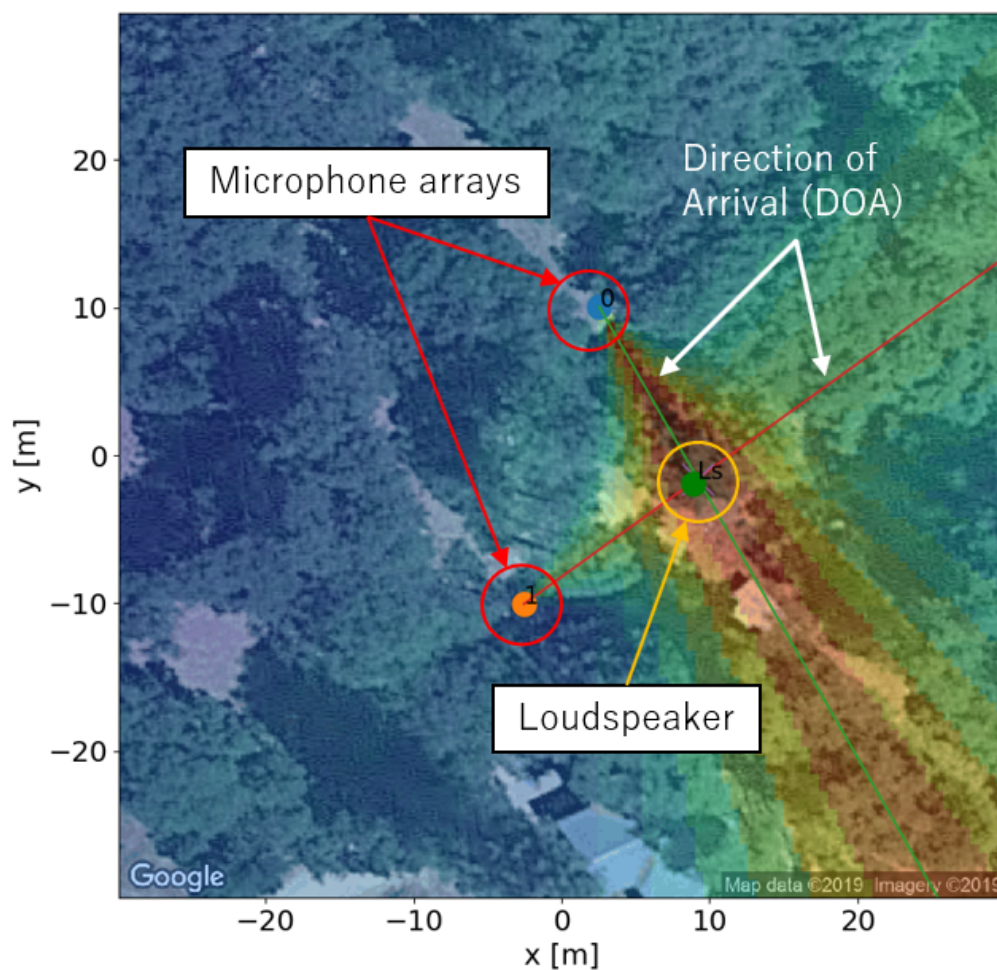 20
10
0
−10
−20
y [m]
Microphone arrays
Direction of
Arrival (DOA)
0
Ls
1
Loudspeaker
Google
Map data ©2019 Imagery ©2019
−20
−10
0
10
20
x [m]